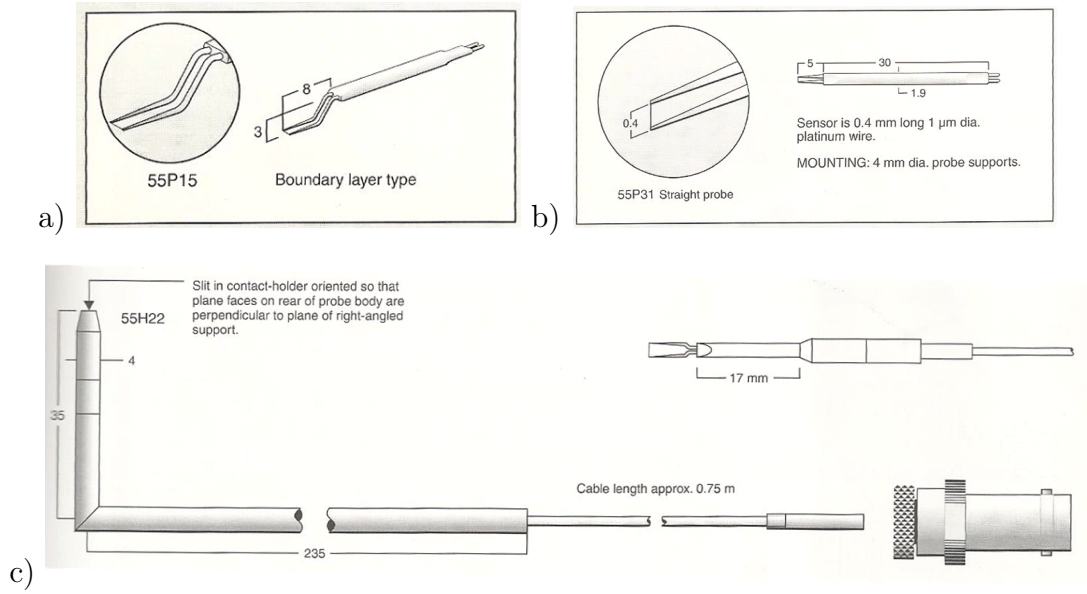 8
3
55P15
Boundary layer type
a)
5
30
1.9
0.4
Sensor is 0.4 mm long 1 µm dia.
platinum wire.
MOUNTING: 4 mm dia. probe supports.
55P31 Straight probe
b)
Slit in contact-holder oriented so that
plane faces on rear of probe body are
perpendicular to plane of right-angled
support.
55H22
4
35
17 mm
Cable length approx. 0.75 m
235
c)